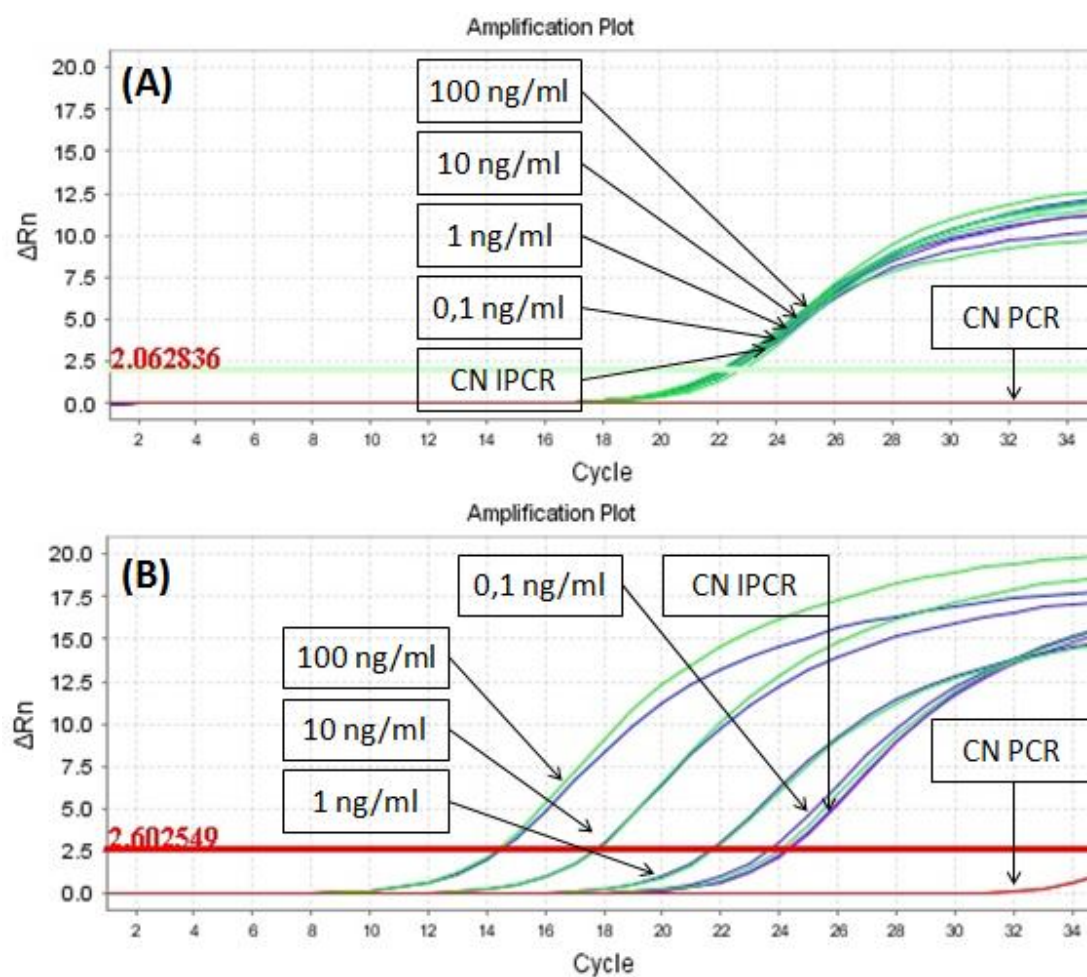 Amplification Plot
(A)
20.0
17.5
15.0
12.5
10.0
7.5
5.0
2.5
0.0
ΔRn
2.062836
100 ng/ml
10 ng/ml
1 ng/ml
0,1 ng/ml
CN IPCR
CN PCR
2 4 6 8 10 12 14 16 18 20 22 24 26 28 30 32 34
Cycle
Amplification Plot
(B)
20.0
17.5
15.0
12.5
10.0
7.5
5.0
2.5
0.0
ΔRn
2.602549
0,1 ng/ml
CN IPCR
100 ng/ml
10 ng/ml
1 ng/ml
CN PCR
2 4 6 8 10 12 14 16 18 20 22 24 26 28 30 32 34
Cycle